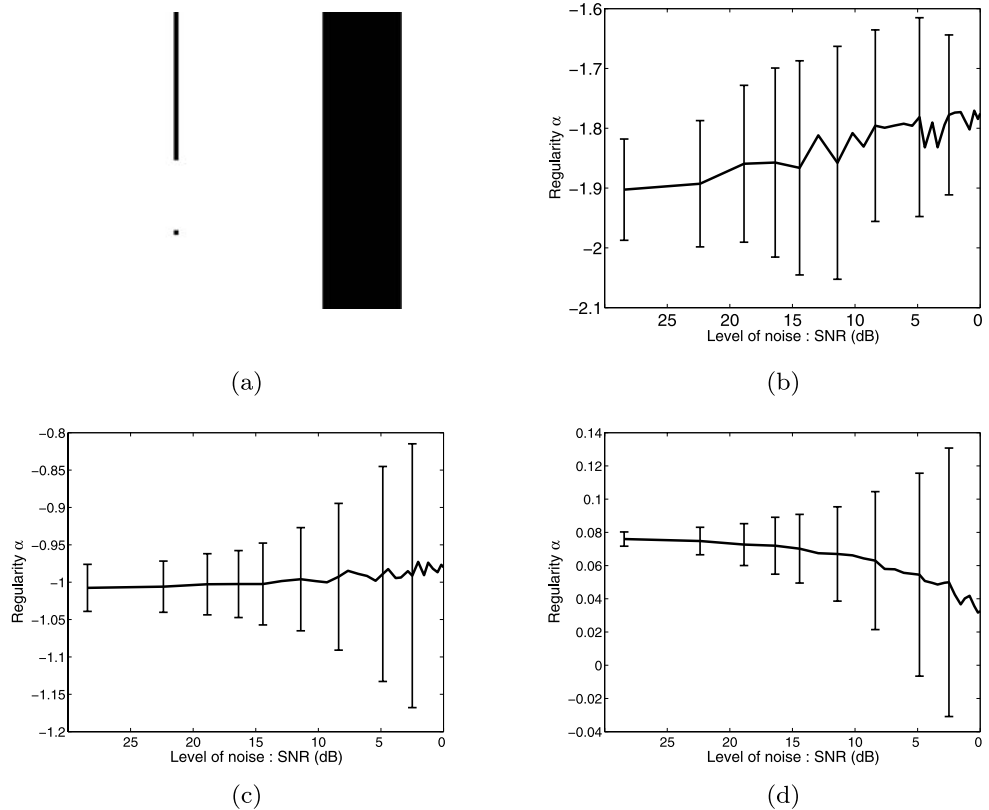 −1.6
−1.7
−1.8
−1.9
−2
−2.1
Regularity α
25 20 15 10 5 0
Level of noise : SNR (dB)
(a)
(b)
−0.8
−0.85
−0.9
−0.95
−1
−1.05
−1.1
−1.15
−1.2
Regularity α
25 20 15 10 5 0
Level of noise : SNR (dB)
0.14
0.12
0.1
0.08
0.06
0.04
0.02
0
−0.02
−0.04
Regularity α
25 20 15 10 5 0
Level of noise : SNR (dB)
(c)
(d)